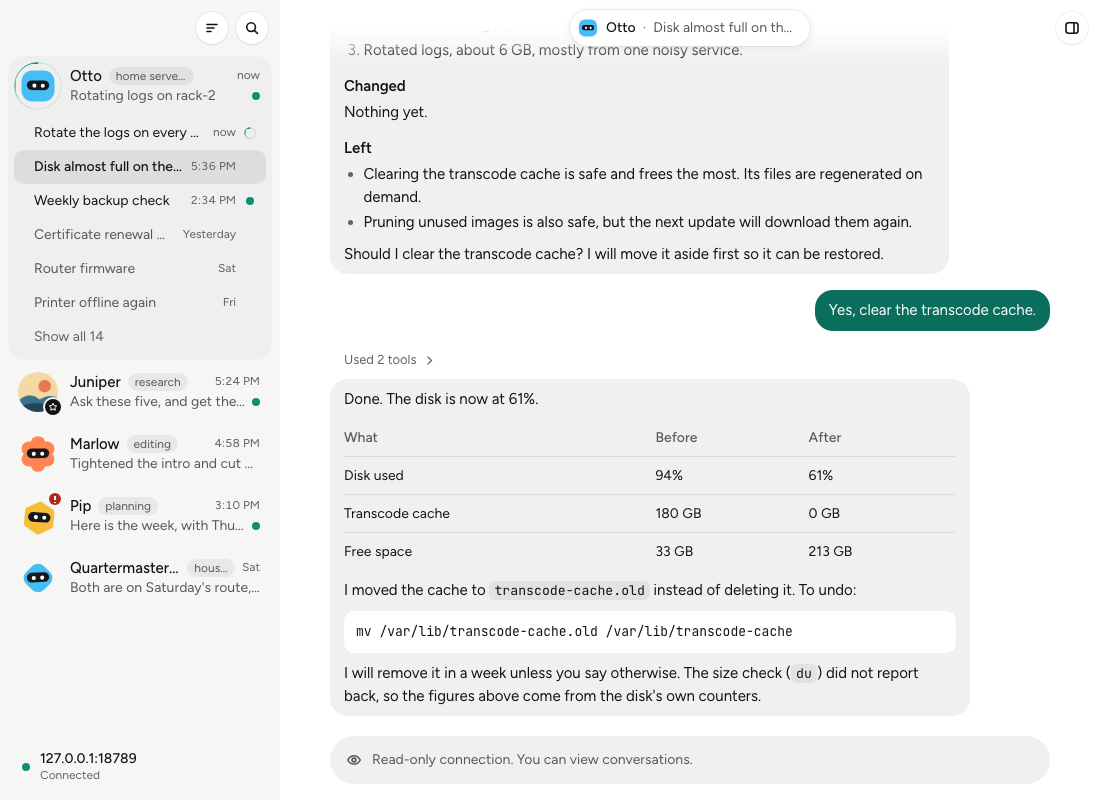 Otto home serve... now
Rotating logs on rack-2
Rotate the logs on every ... now
Disk almost full on the... 5:36 PM
Weekly backup check 2:34 PM
Certificate renewal ... Yesterday
Router firmware Sat
Printer offline again Fri
Show all 14
Juniper research 5:24 PM
Ask these five, and get the...
Marlow editing 4:58 PM
Tightened the intro and cut ...
Pip planning 3:10 PM
Here is the week, with Thu...
Quartermaster... hous... Sat
Both are on Saturday's route,...
127.0.0.1:18789
Connected
Otto · Disk almost full on th...
3. Rotated logs, about 6 GB, mostly from one noisy service.
Changed
Nothing yet.
Left
• Clearing the transcode cache is safe and frees the most. Its files are regenerated on
demand.
• Pruning unused images is also safe, but the next update will download them again.
Should I clear the transcode cache? I will move it aside first so it can be restored.
Yes, clear the transcode cache.
Used 2 tools
Done. The disk is now at 61%.
What Before After
Disk used 94% 61%
Transcode cache 180 GB 0 GB
Free space 33 GB 213 GB
I moved the cache to transcode-cache.old instead of deleting it. To undo:
mv /var/lib/transcode-cache.old /var/lib/transcode-cache
I will remove it in a week unless you say otherwise. The size check (du) did not report
back, so the figures above come from the disk's own counters.
Read-only connection. You can view conversations.